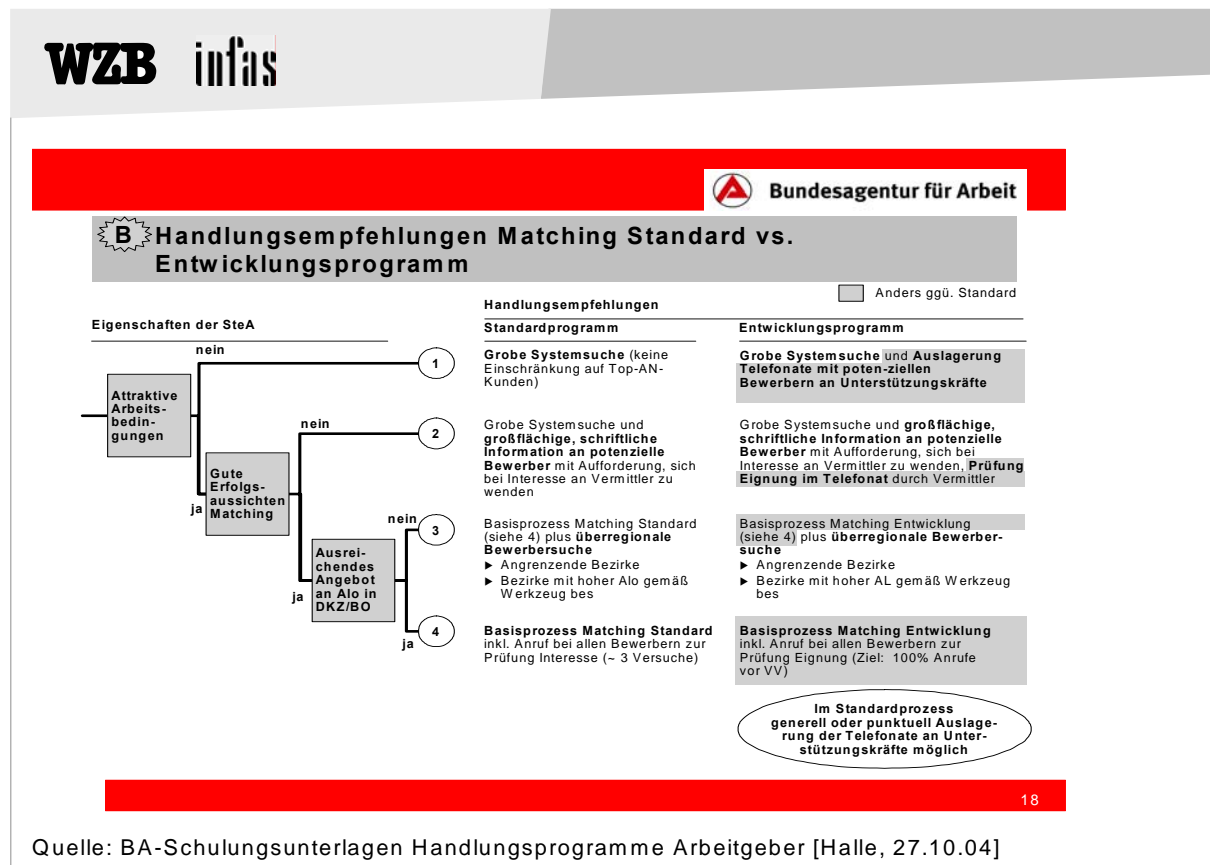 WZB infas
Bundesagentur für Arbeit
B Handlungsempfehlungen Matching Standard vs.
Entwicklungsprogramm
Anders ggü. Standard
Handlungsempfehlungen
Eigenschaften der SteA
Standardprogramm
Entwicklungsprogramm
Attraktive
Arbeits-
bedin-
gungen
nein
ja
Gute
Erfolgs-
aussichten
Matching
nein
ja
Ausrei-
chendes
Angebot
an Alo in
DKZ/BO
nein
ja
1
Grobe Systemsuche (keine
Einschränkung auf Top-AN-
Kunden)
Grobe Systemsuche und Auslagerung
Telefonate mit poten-ziellen
Bewerbern an Unterstützungskräfte
2
Grobe Systemsuche und
großflächige, schriftliche
Information an potenzielle
Bewerber mit Aufforderung, sich
bei Interesse an Vermittler zu
wenden
Grobe Systemsuche und großflächige,
schriftliche Information an potenzielle
Bewerber mit Aufforderung, sich bei
Interesse an Vermittler zu wenden, Prüfung
Eignung im Telefonat durch Vermittler
3
Basisprozess Matching Standard
(siehe 4) plus überregionale
Bewerbersuche
► Angrenzende Bezirke
► Bezirke mit hoher Alo gemäß
Werkzeug bes
Basisprozess Matching Entwicklung
(siehe 4) plus überregionale Bewerber-
suche
► Angrenzende Bezirke
► Bezirke mit hoher AL gemäß Werkzeug
bes
4
Basisprozess Matching Standard
inkl. Anruf bei allen Bewerbern zur
Prüfung Interesse (~ 3 Versuche)
Basisprozess Matching Entwicklung
inkl. Anruf bei allen Bewerbern zur
Prüfung Eignung (Ziel: 100% Anrufe
vor VV)
Im Standardprozess
generell oder punktuell Auslage-
rung der Telefonate an Unter-
stützungskräfte möglich
18
Quelle: BA-Schulungsunterlagen Handlungsprogramme Arbeitgeber [Halle, 27.10.04]